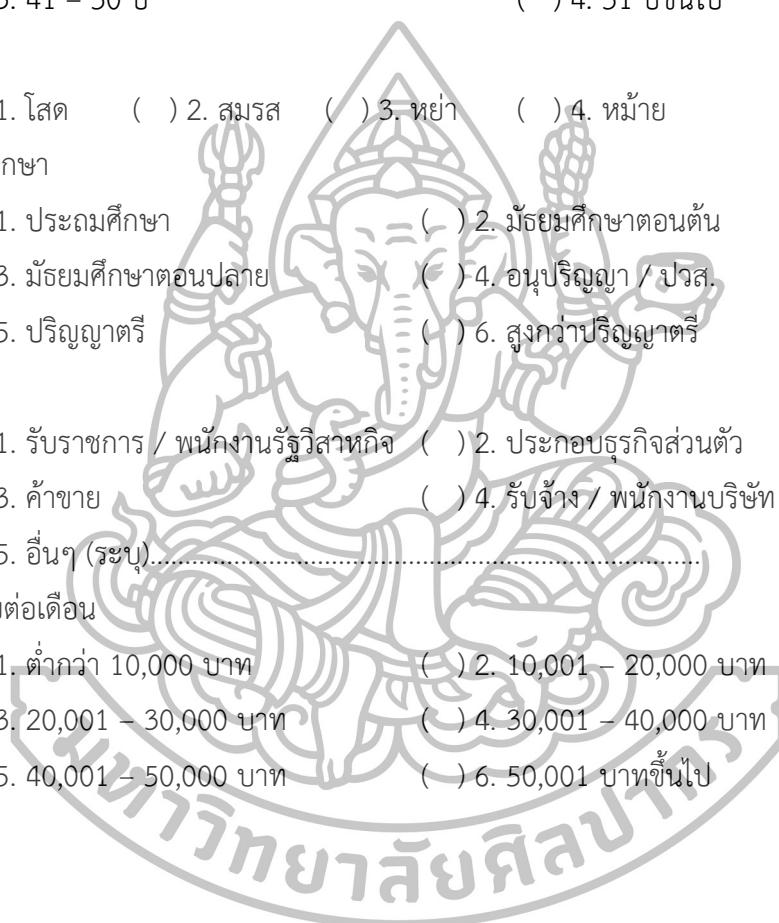 3. 41 – 50 ปี ( ) 4. 51 ปีขึ้นไป
1. โสด ( ) 2. สมรส ( ) 3. หย่า ( ) 4. หม้าย
กษา
1. ประถมศึกษา ( ) 2. มัธยมศึกษาตอนต้น
3. มัธยมศึกษาตอนปลาย ( ) 4. อนุปริญญา / ปวส.
5. ปริญญาตรี ( ) 6. สูงกว่าปริญญาตรี
1. รับราชการ / พนักงานรัฐวิสาหกิจ ( ) 2. ประกอบธุรกิจส่วนตัว
3. ค้าขาย ( ) 4. รับจ้าง / พนักงานบริษัท
5. อื่นๆ (ระบุ)................................................................................
ต่อเดือน
1. ต่ำกว่า 10,000 บาท ( ) 2. 10,001 – 20,000 บาท
3. 20,001 – 30,000 บาท ( ) 4. 30,001 – 40,000 บาท
5. 40,001 – 50,000 บาท ( ) 6. 50,001 บาทขึ้นไป
มหาวิทยาลัยศิลปากร